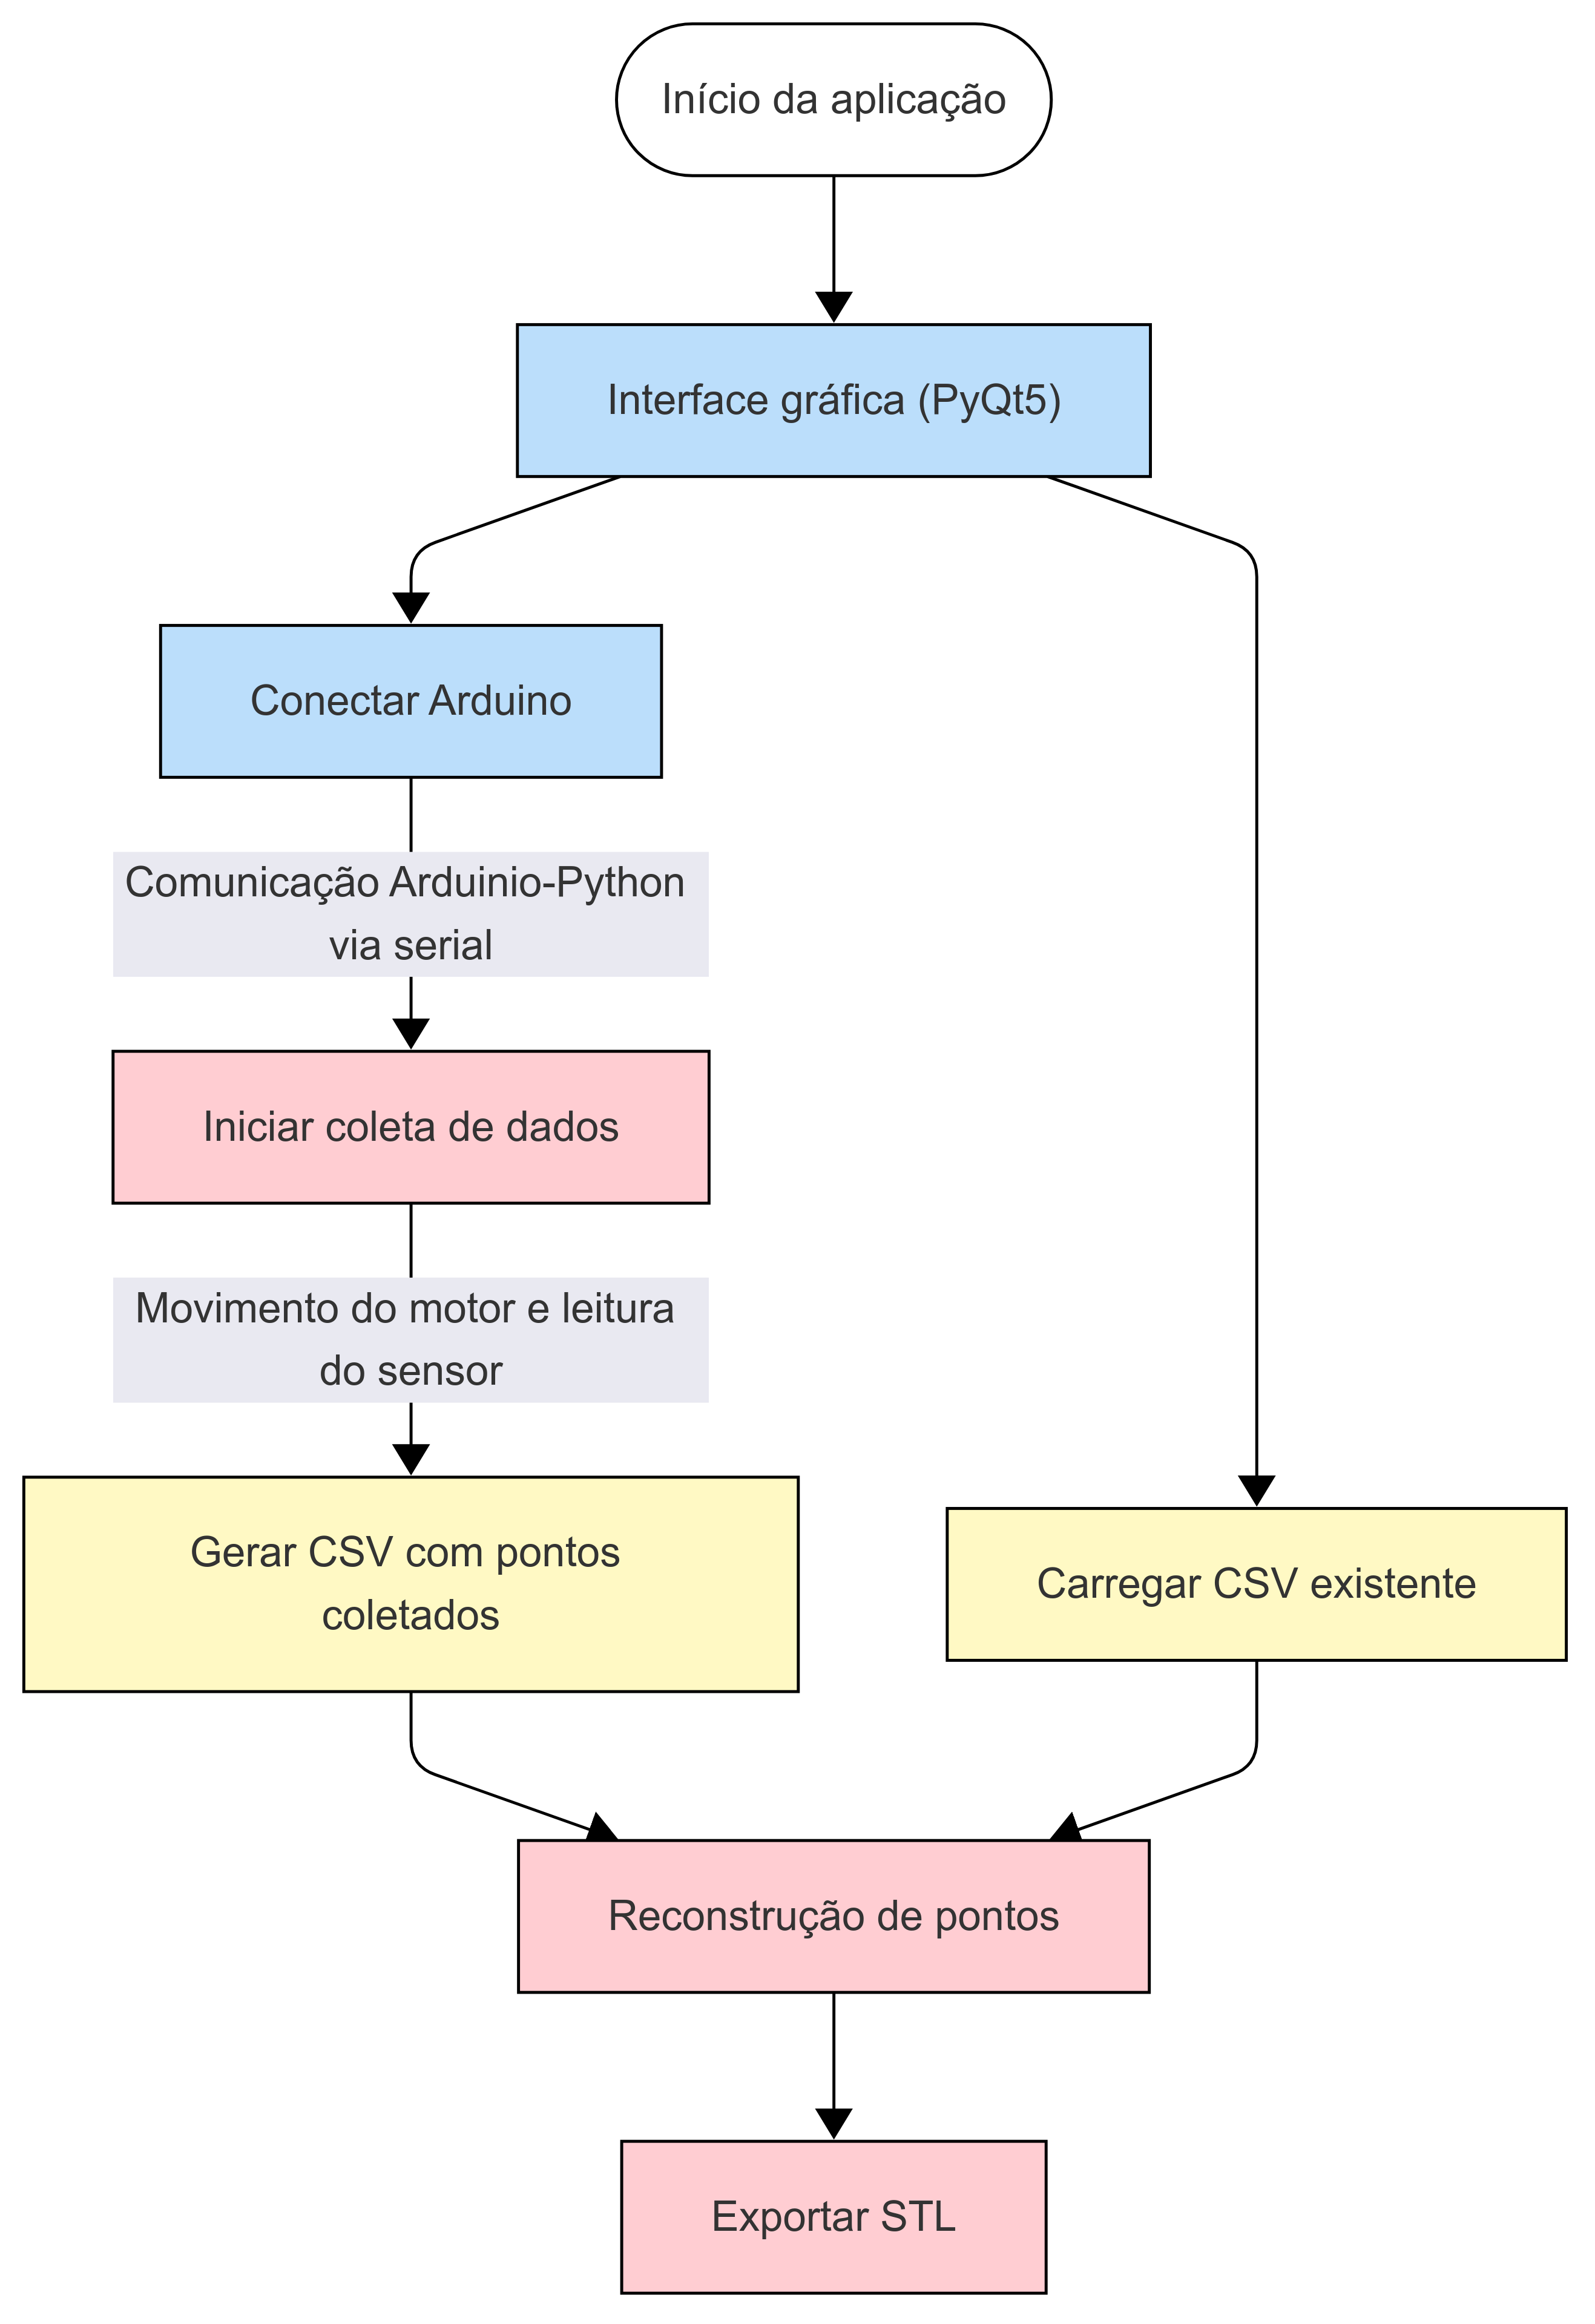 Início da aplicação
Interface gráfica (PyQt5)
Conectar Arduino
Comunicação Arduinio-Python
via serial
Iniciar coleta de dados
Movimento do motor e leitura
do sensor
Gerar CSV com pontos
coletados
Carregar CSV existente
Reconstrução de pontos
Exportar STL